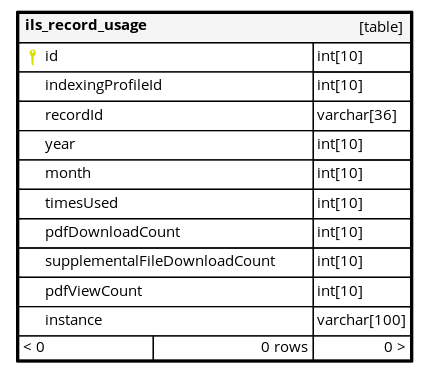 ils_record_usage [table]
id int[10]
indexingProfileId int[10]
recordId varchar[36]
year int[10]
month int[10]
timesUsed int[10]
pdfDownloadCount int[10]
supplementalFileDownloadCount int[10]
pdfViewCount int[10]
instance varchar[100]
< 0 0 rows 0 >